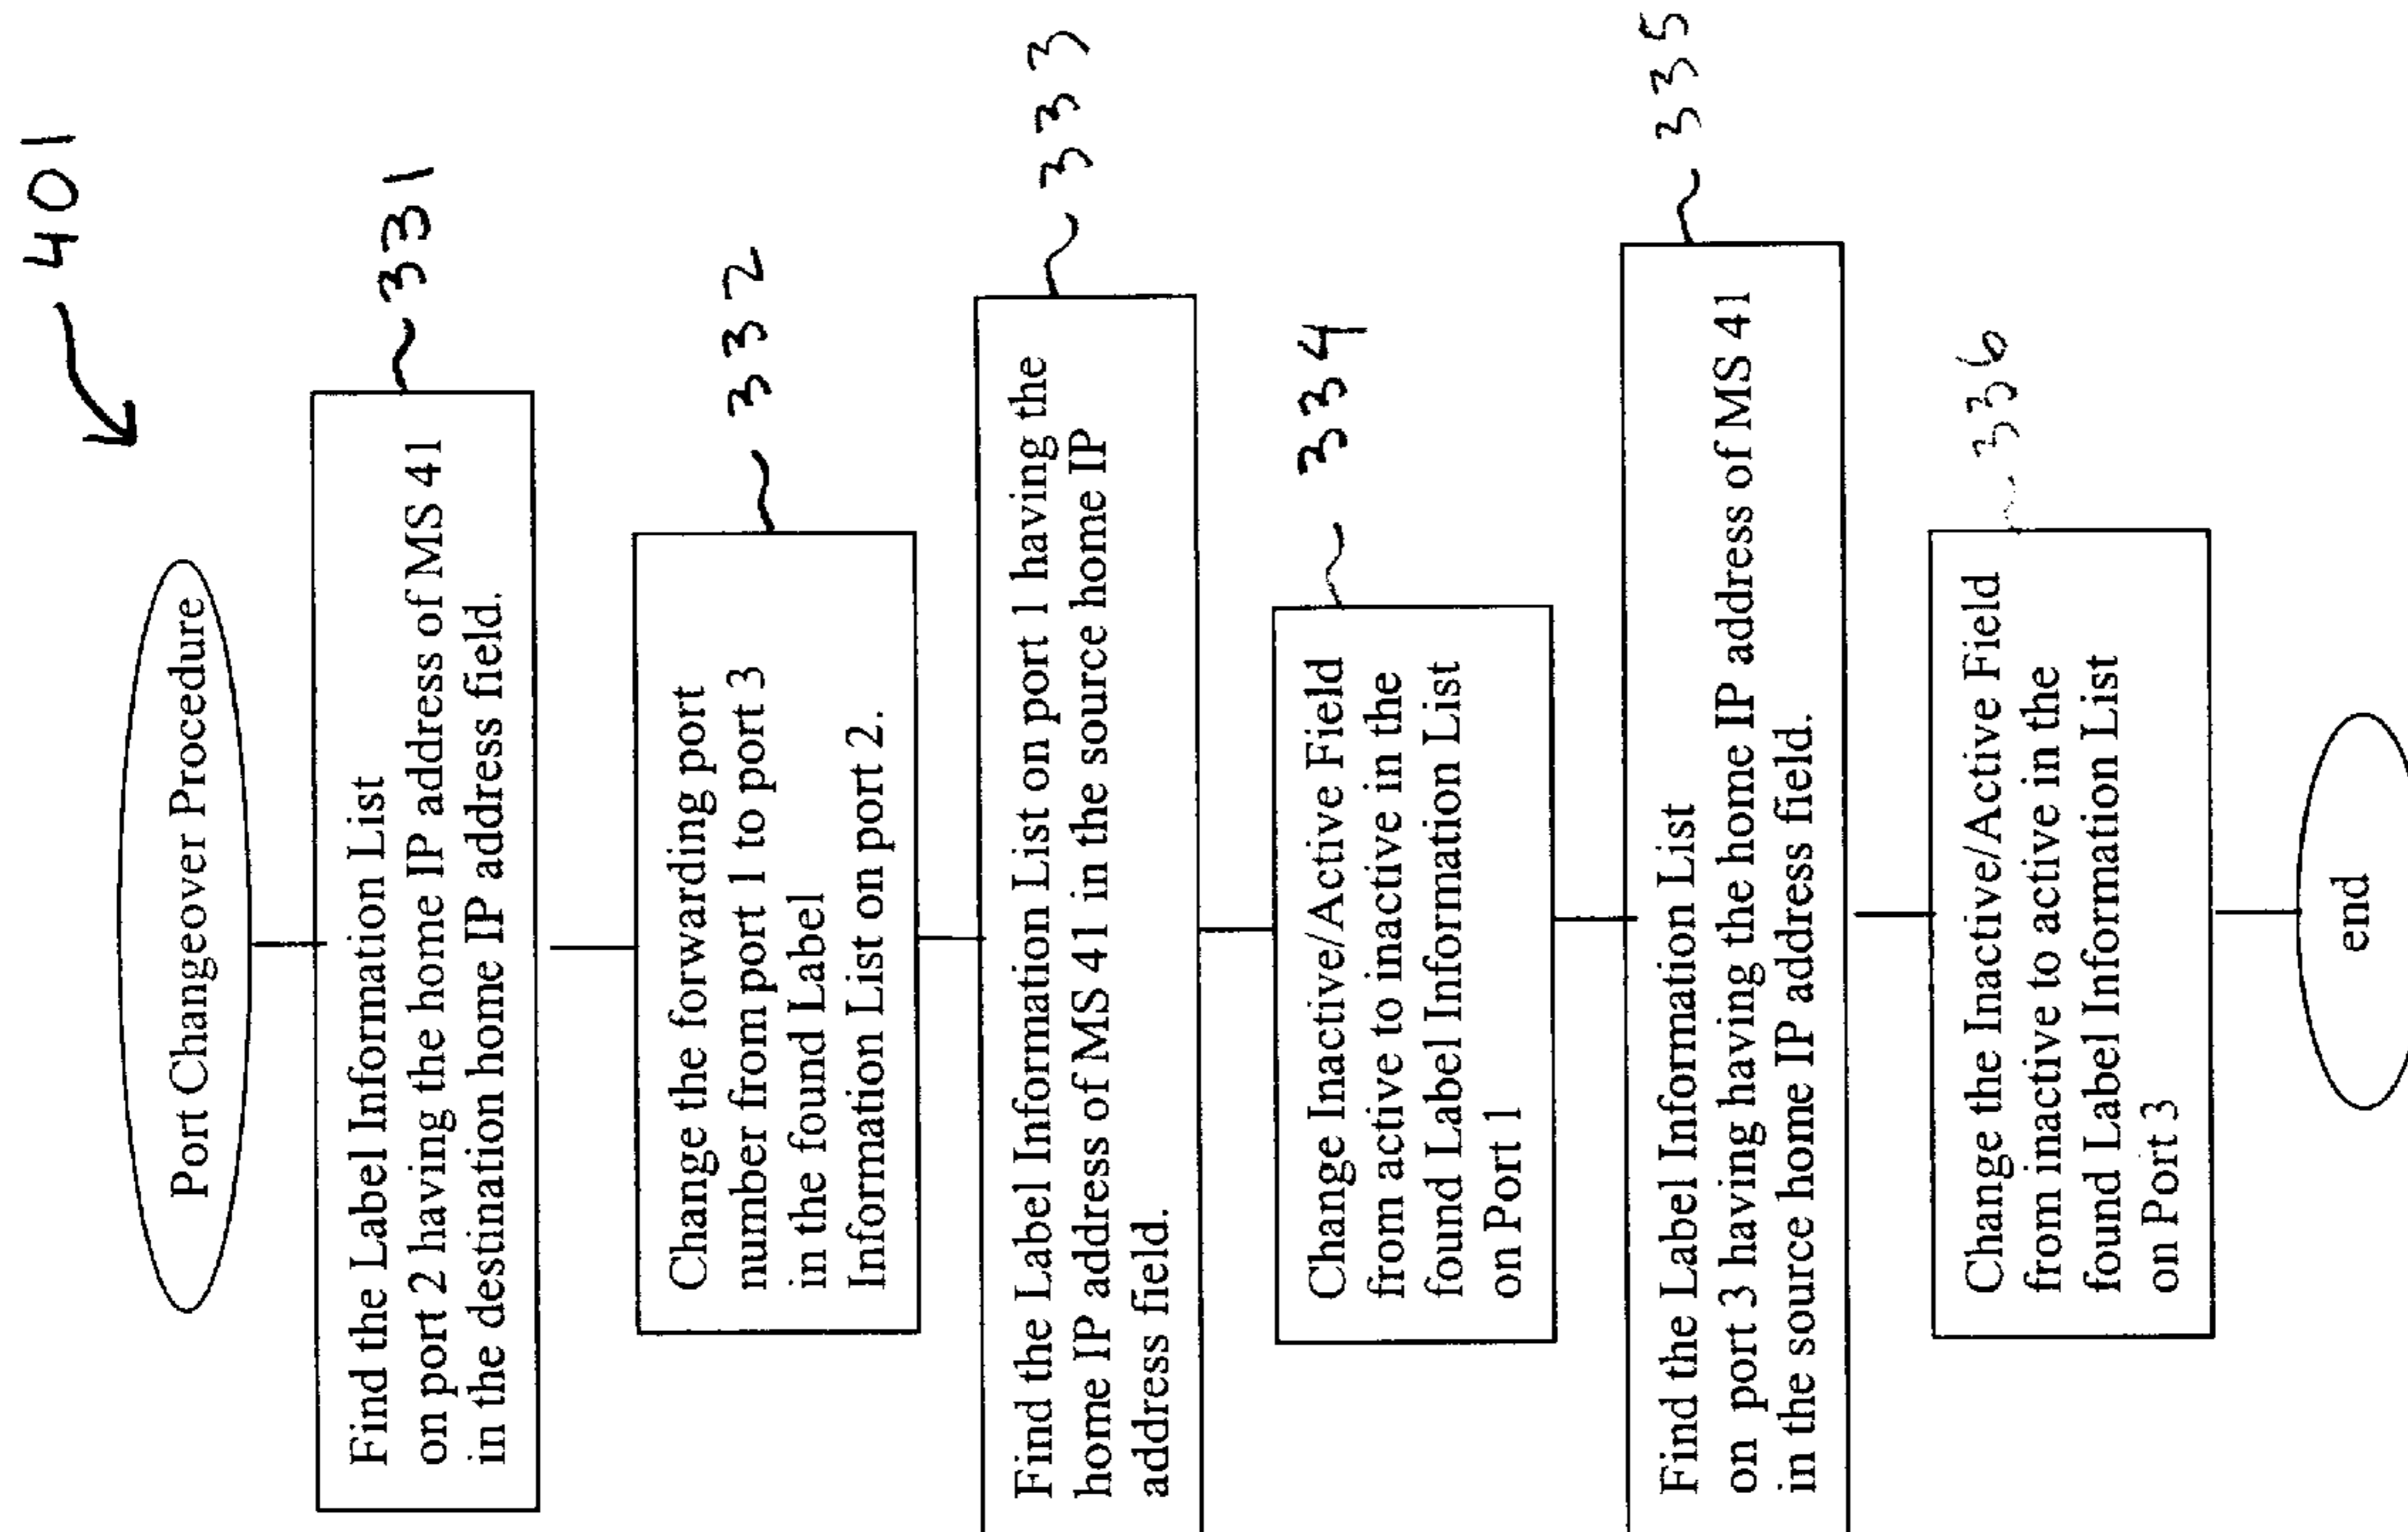 401
Port Changeover Procedure
Find the Label Information List
on port 2 having the home IP address of MS 41
in the destination home IP address field.
331
Change the forwarding port
number from port 1 to port 3
in the found Label
Information List on port 2.
332
Find the Label Information List on port 1 having the
home IP address of MS 41 in the source home IP
address field.
333
Change Inactive/Active Field
from active to inactive in the
found Label Information List
on Port 1
334
Find the Label Information List
on port 3 having having the home IP address of MS 41
in the source home IP address field.
335
Change the Inactive/Active Field
from inactive to active in the
found Label Information List
on Port 3
336
end